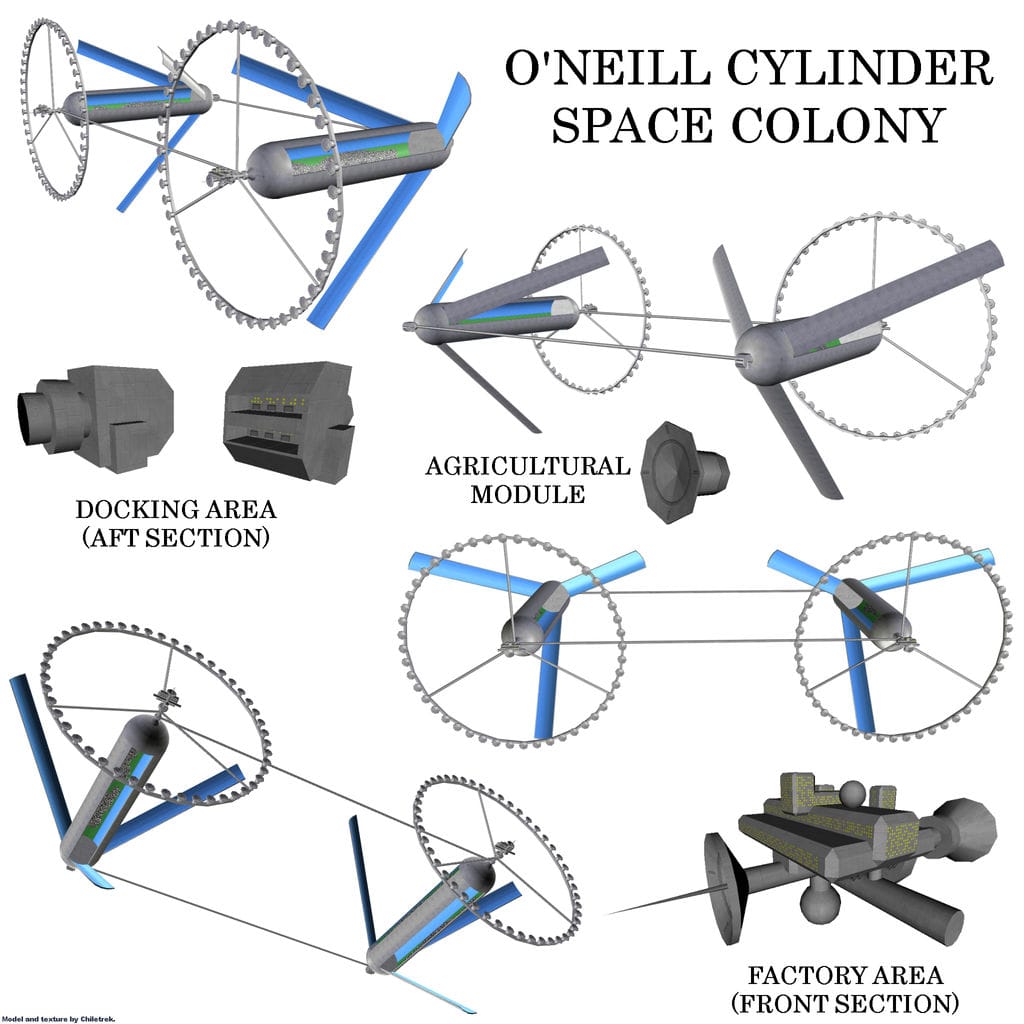 O'NEILL CYLINDER
SPACE COLONY
DOCKING AREA
(AFT SECTION)
AGRICULTURAL
MODULE
FACTORY AREA
(FRONT SECTION)
Model and texture by Chiletrek.